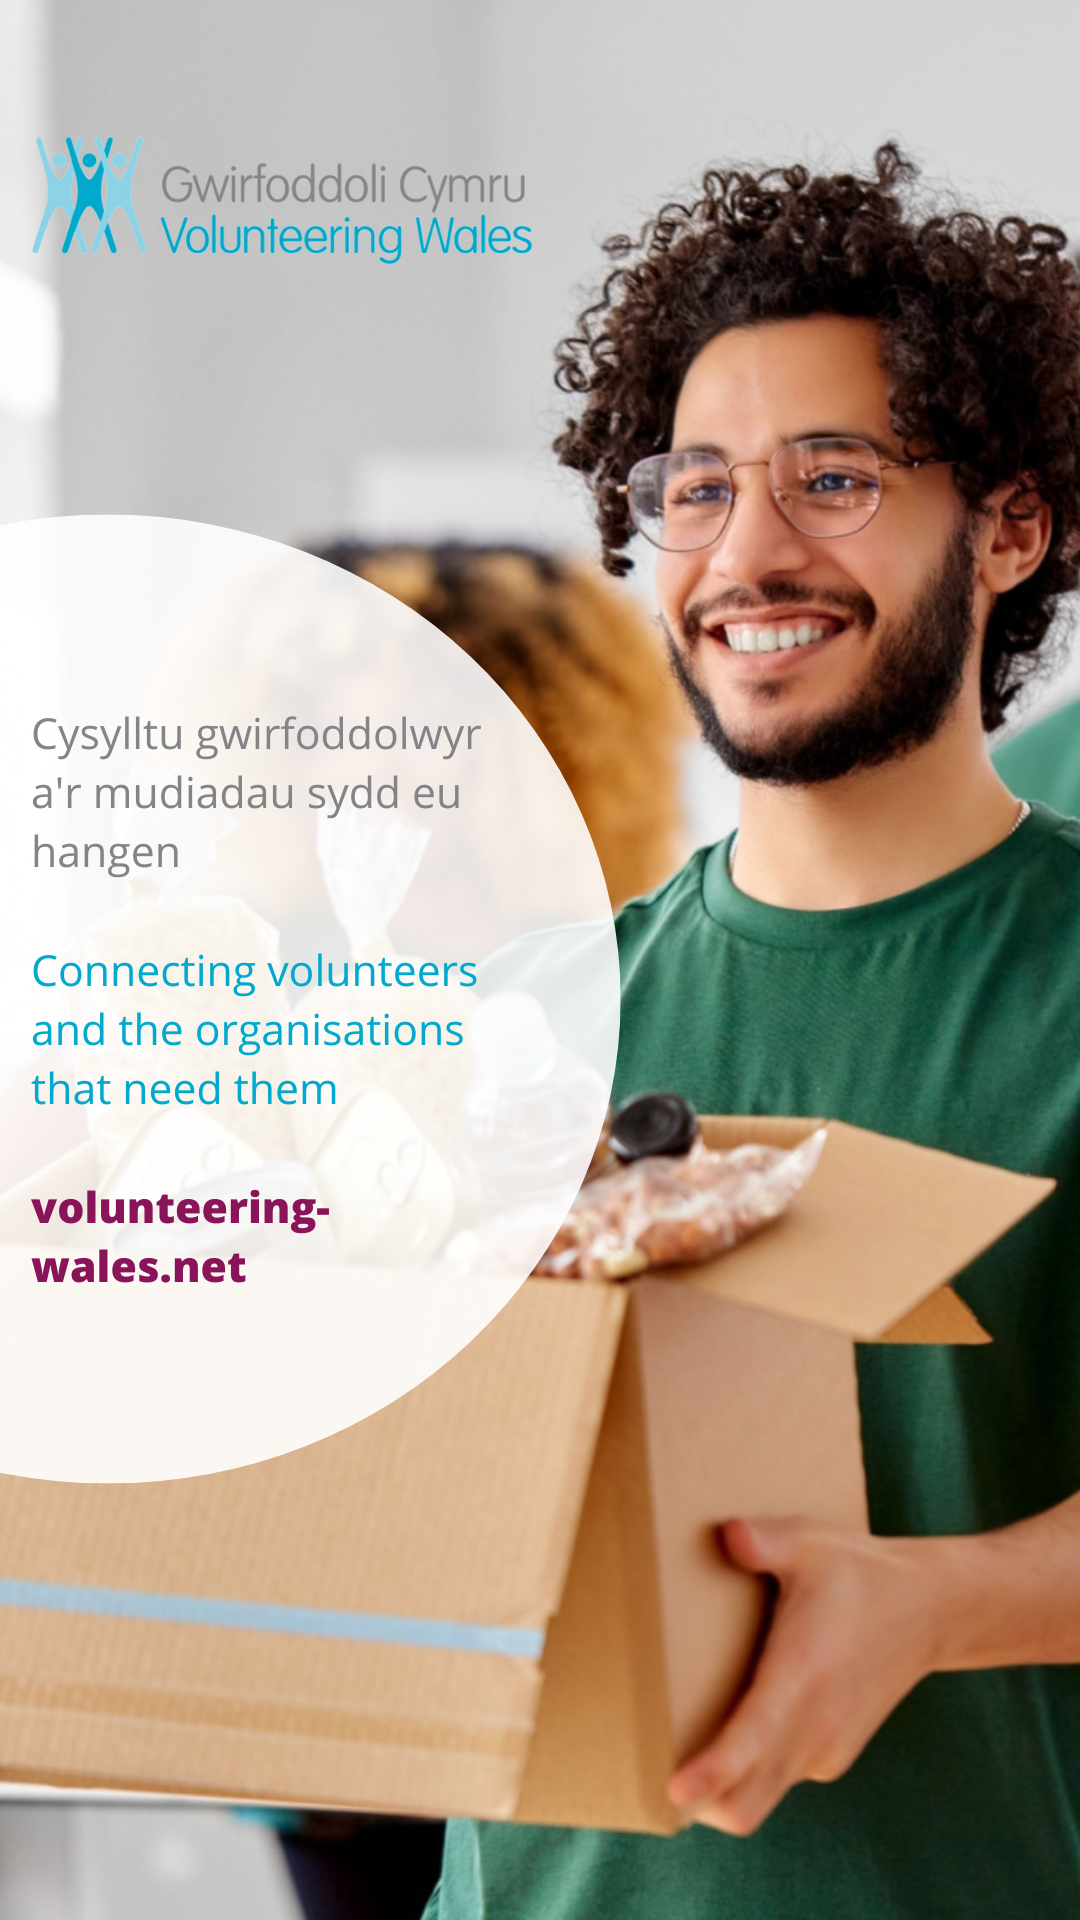 Gwirfoddoli Cymru
Volunteering Wales
Cysylltu gwirfoddolwyr
a'r mudiadau sydd eu
hangen
Connecting volunteers
and the organisations
that need them
volunteering-
wales.net